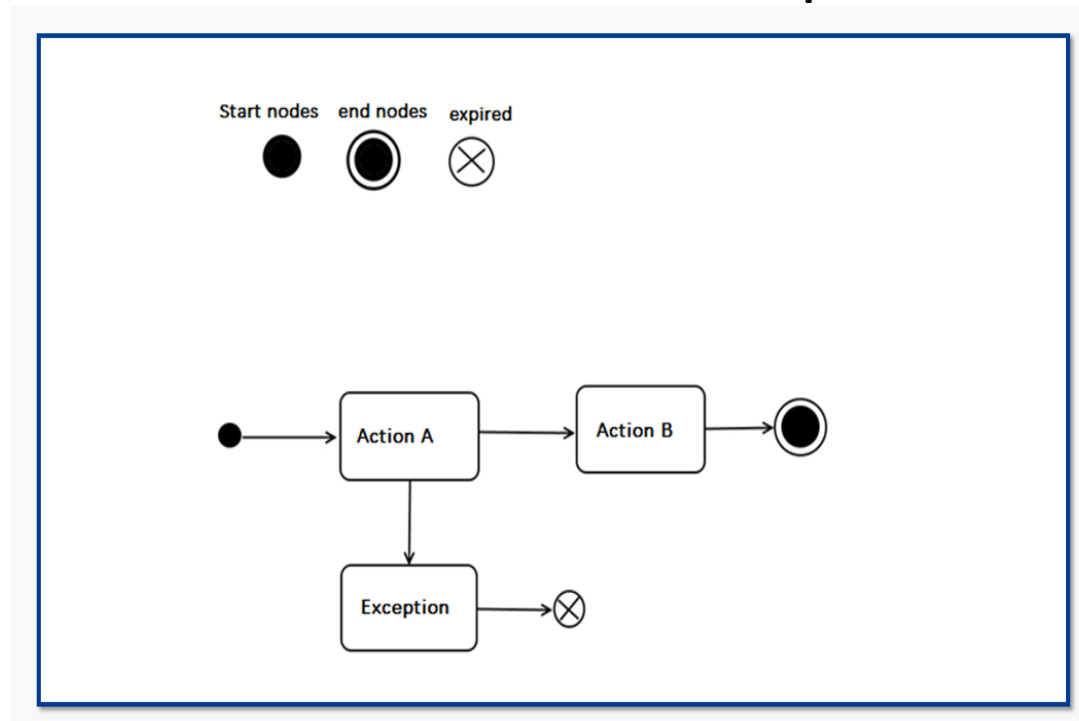 Start nodes end nodes expired
Action A
Action B
Exception